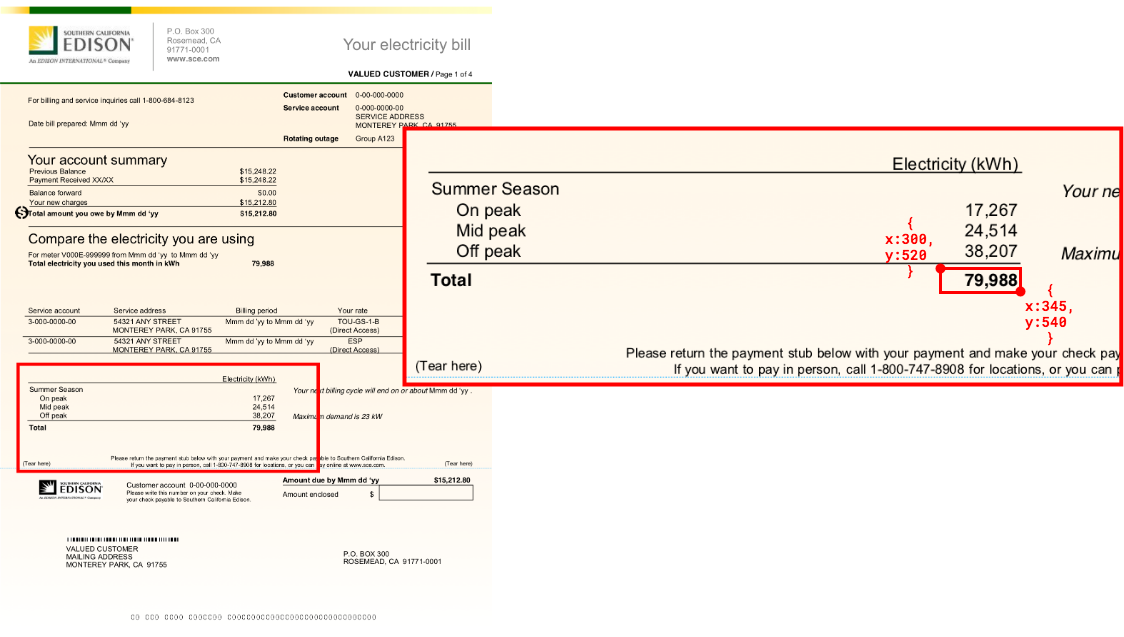 SOUTHERN CALIFORNIA
EDISON®
An EDISON INTERNATIONAL® Company
P.O. Box 300
Rosemead, CA
91771-0001
www.sce.com
Your electricity bill
VALUED CUSTOMER / Page 1 of 4
For billing and service inquiries call 1-800-684-8123
Date bill prepared: Mmm dd 'yy
Customer account 0-00-000-0000
Service account 0-000-0000-00
SERVICE ADDRESS
MONTEREY PARK, CA 91755
Rotating outage Group A123
Your account summary
Previous Balance $15,248.22
Payment Received XX/XX $15,248.22
Balance forward $0.00
Your new charges $15,212.80
Total amount you owe by Mmm dd 'yy $15,212.80
Compare the electricity you are using
For meter V000E-999999 from Mmm dd 'yy to Mmm dd 'yy
Total electricity you used this month in kWh 79,988
Service account Service address Billing period Your rate
3-000-0000-00 54321 ANY STREET Mmm dd 'yy to Mmm dd 'yy TOU-GS-1-B
MONTEREY PARK, CA 91755 (Direct Access)
3-000-0000-00 54321 ANY STREET Mmm dd 'yy to Mmm dd 'yy ESP
MONTEREY PARK, CA 91755 (Direct Access)
Electricity (kWh)
Summer Season
On peak 17,267
Mid peak 24,514
Off peak 38,207
Total 79,988
Your next billing cycle will end on or about Mmm dd 'yy .
Maximum demand is 23 kW
Please return the payment stub below with your payment and make your check payable to Southern California Edison.
(Tear here) If you want to pay in person, call 1-800-747-8908 for locations, or you can pay online at www.sce.com. (Tear here)
SOUTHERN CALIFORNIA
EDISON
An EDISON INTERNATIONAL® Company
Customer account 0-00-000-0000
Please write this number on your check. Make
your check payable to Southern California Edison.
Amount due by Mmm dd 'yy $15,212.80
Amount enclosed $
VALUED CUSTOMER
MAILING ADDRESS
MONTEREY PARK, CA 91755
P.O. BOX 300
ROSEMEAD, CA 91771-0001
Electricity (kWh)
Summer Season
On peak 17,267
Mid peak 24,514
Off peak 38,207
Total 79,988
Your ne
Maximu
{
x:300,
y:520
}
{
x:345,
y:540
}
Please return the payment stub below with your payment and make your check pay
(Tear here) If you want to pay in person, call 1-800-747-8908 for locations, or you can p